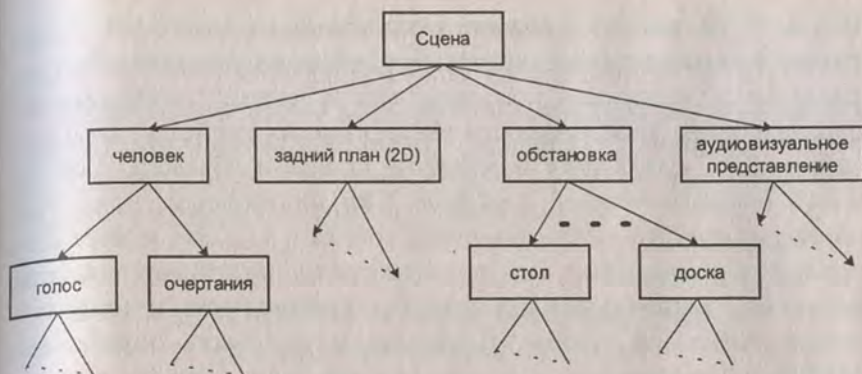 Сцена
человек
задний план (2D)
обстановка
аудиовизуальное
представление
голос
очертания
стол
доска